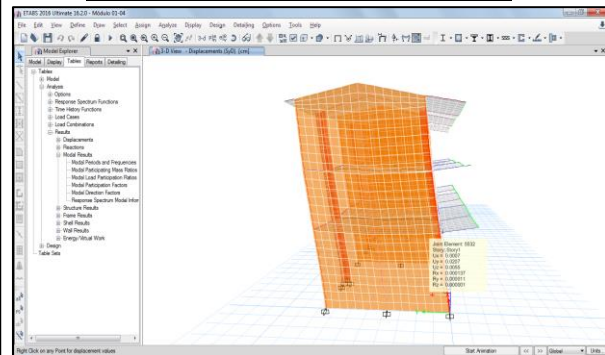 ETABS 2016 Ultimate 16.2.0 - Módulo 01-04
File Edit View Define Draw Select Assign Analyze Display Design Detailing Options Tools Help
Model Explorer
3-D View - Displacements (SyD) [cm]
Model Display Tables Reports Detailing
Tables
Model
Analysis
Options
Response Spectrum Functions
Time History Functions
Load Cases
Load Combinations
Results
Displacements
Reactions
Modal Results
Modal Periods and Frequencies
Modal Participating Mass Ratios
Modal Load Participation Ratios
Modal Participation Factors
Modal Direction Factors
Response Spectrum Modal Infor
Structure Results
Frame Results
Shell Results
Wall Results
Energy/Virtual Work
Design
Table Sets
Story: Story1
Right Click on any Point for displacement values
Start Animation
<< >> Global
Units...